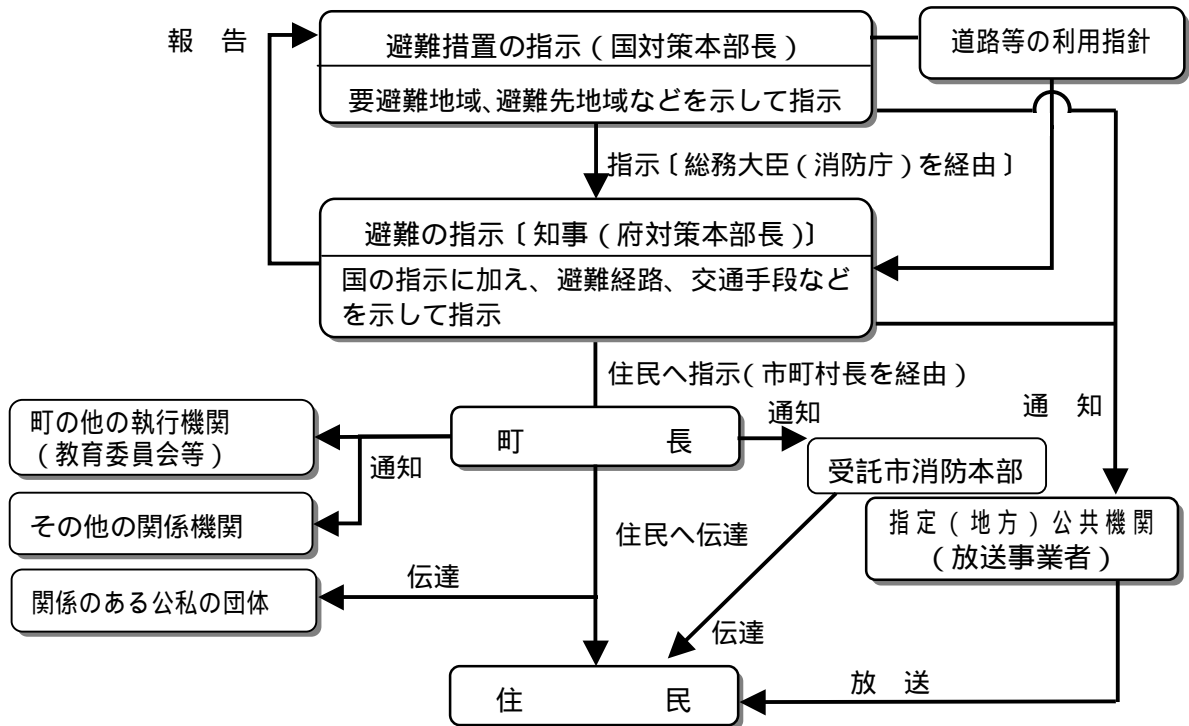 報 告
避難措置の指示(国対策本部長)
道路等の利用指針
要避難地域、避難先地域などを示して指示
指示〔総務大臣(消防庁)を経由〕
避難の指示〔知事(府対策本部長)〕
国の指示に加え、避難経路、交通手段など
を示して指示
住民へ指示(市町村長を経由)
通 知
町の他の執行機関
(教育委員会等)
通知
町 長
通知
受託市消防本部
その他の関係機関
住民へ伝達
指定(地方)公共機関
(放送事業者)
関係のある公私の団体
伝達
伝達
住 民
放 送